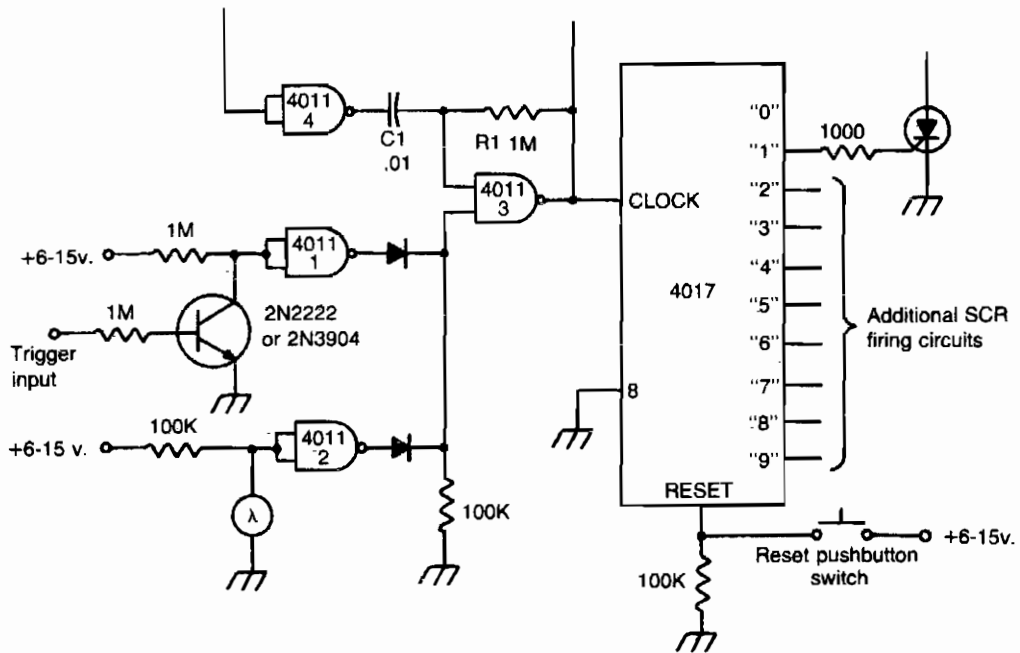 4011
4
C1
.01
R1 1M
4011
3
+6-15v.
1M
4011
1
1M
Trigger
input
2N2222
or 2N3904
+6-15 v.
100K
4011
2
λ
100K
CLOCK
4017
8
RESET
"0"
"1"
"2"
"3"
"4"
"5"
"6"
"7"
"8"
"9"
1000
Additional SCR
firing circuits
100K
Reset pushbutton
switch
+6-15v.